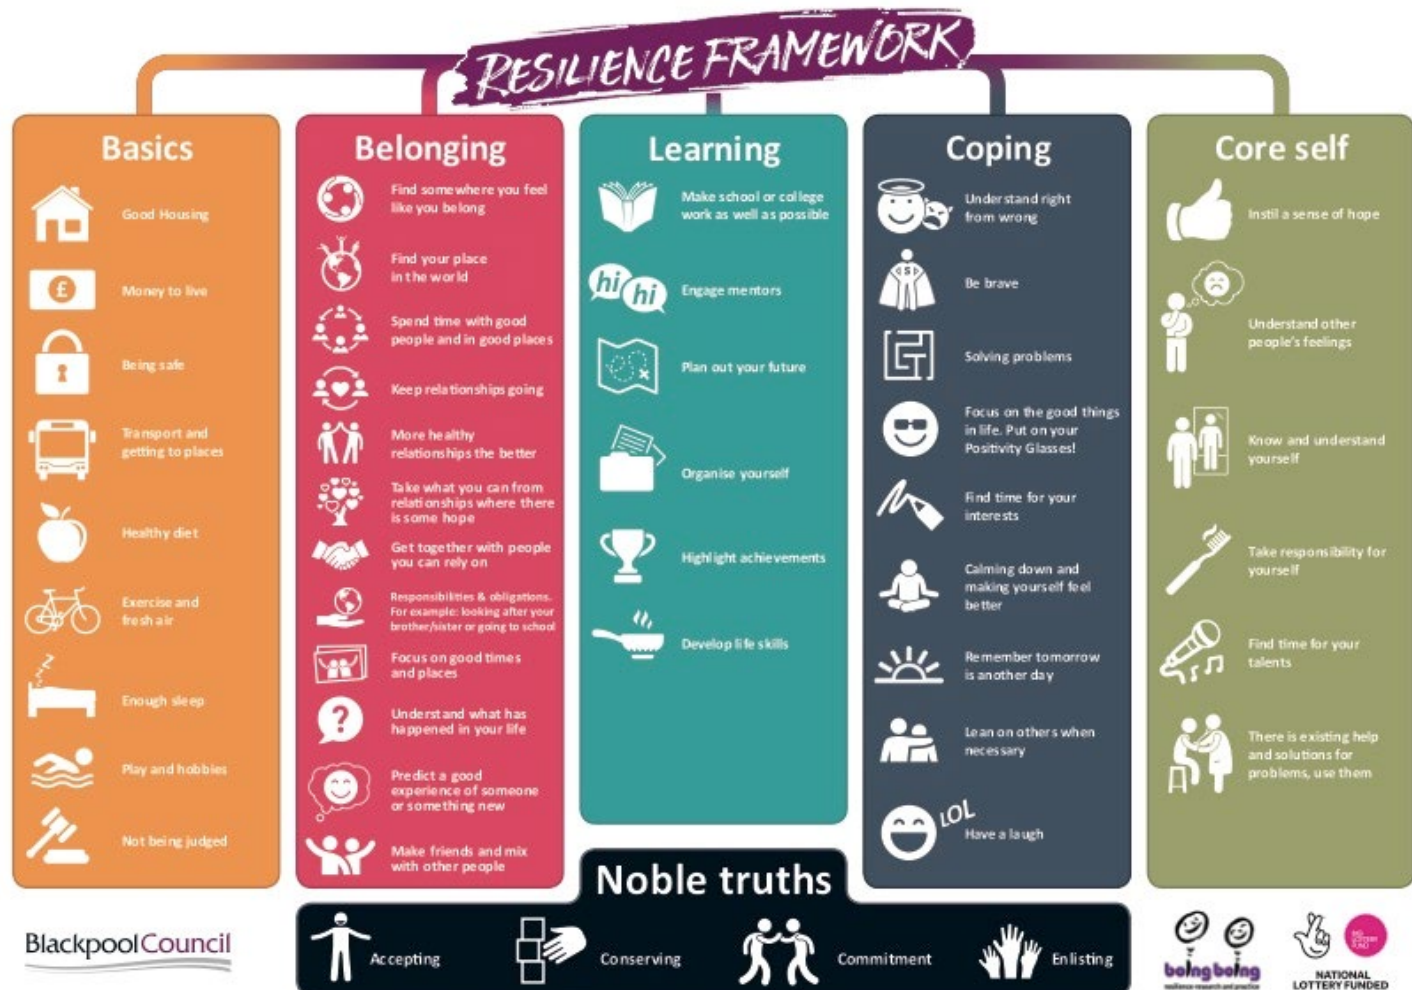 RESILIENCE FRAMEWORK
Basics
Good Housing
£
Money to live
Being safe
Transport and
getting to places
Healthy diet
Exercise and
fresh air
Z
Z
Z
Enough sleep
Play and hobbies
Not being judged
Belonging
Find somewhere you feel
like you belong
Find your place
in the world
Spend time with good
people and in good places
Keep relationships going
More healthy
relationships the better
Take what you can from
relationships where there
is some hope
Get together with people
you can rely on
Responsibilities & obligations.
For example: looking after your
brother/sister or going to school
Focus on good times
and places
?
Understand what has
happened in your life
Predict a good
experience of someone
or something new
Make friends and mix
with other people
Learning
Make school or college
work as well as possible
hi hi
Engage mentors
Plan out your future
Organise yourself
Highlight achievements
Develop life skills
Coping
Understand right
from wrong
S
Be brave
Solving problems
Focus on the good things
in life. Put on your
Positivity Glasses!
Find time for your
interests
Calming down and
making yourself feel
better
Remember tomorrow
is another day
Lean on others when
necessary
LOL
Have a laugh
Core self
Instil a sense of hope
Understand other
people's feelings
Know and understand
yourself
Take responsibility for
yourself
Find time for your
talents
There is existing help
and solutions for
problems, use them
Noble truths
Accepting
Conserving
Commitment
Enlisting
BlackpoolCouncil
boingboing
resilience research and practice
BIG
LOTTERY
FUND
NATIONAL
LOTTERY FUNDED